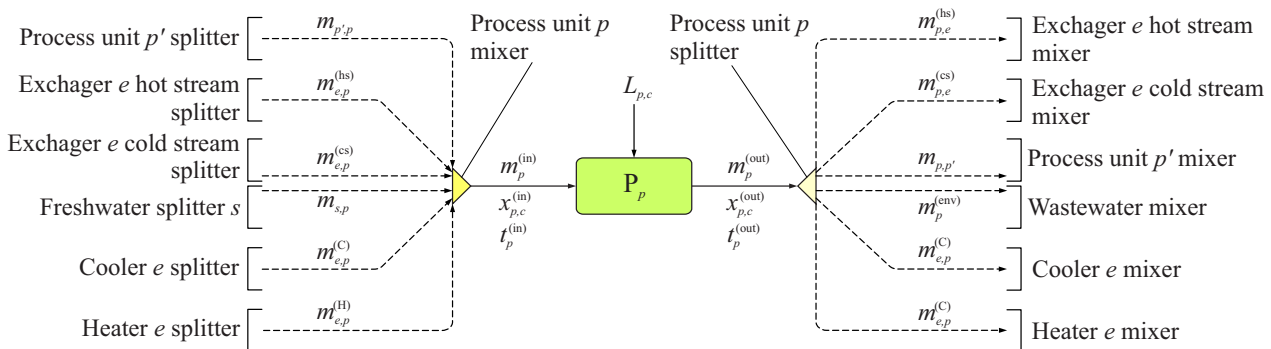 Process unit p′ splitter
m_{p′,p}
Exchager e hot stream
splitter
m_{e,p}^{(hs)}
Exchager e cold stream
splitter
m_{e,p}^{(cs)}
Freshwater splitter s
m_{s,p}
Cooler e splitter
m_{e,p}^{(C)}
Heater e splitter
m_{e,p}^{(H)}
Process unit p
mixer
m_p^{(in)}
x_{p,c}^{(in)}
t_p^{(in)}
L_{p,c}
P_p
Process unit p
splitter
m_p^{(out)}
x_{p,c}^{(out)}
t_p^{(out)}
m_{p,e}^{(hs)}
Exchager e hot stream
mixer
m_{p,e}^{(cs)}
Exchager e cold stream
mixer
m_{p,p′}
Process unit p′ mixer
m_p^{(env)}
Wastewater mixer
m_{e,p}^{(C)}
Cooler e mixer
m_{e,p}^{(C)}
Heater e mixer